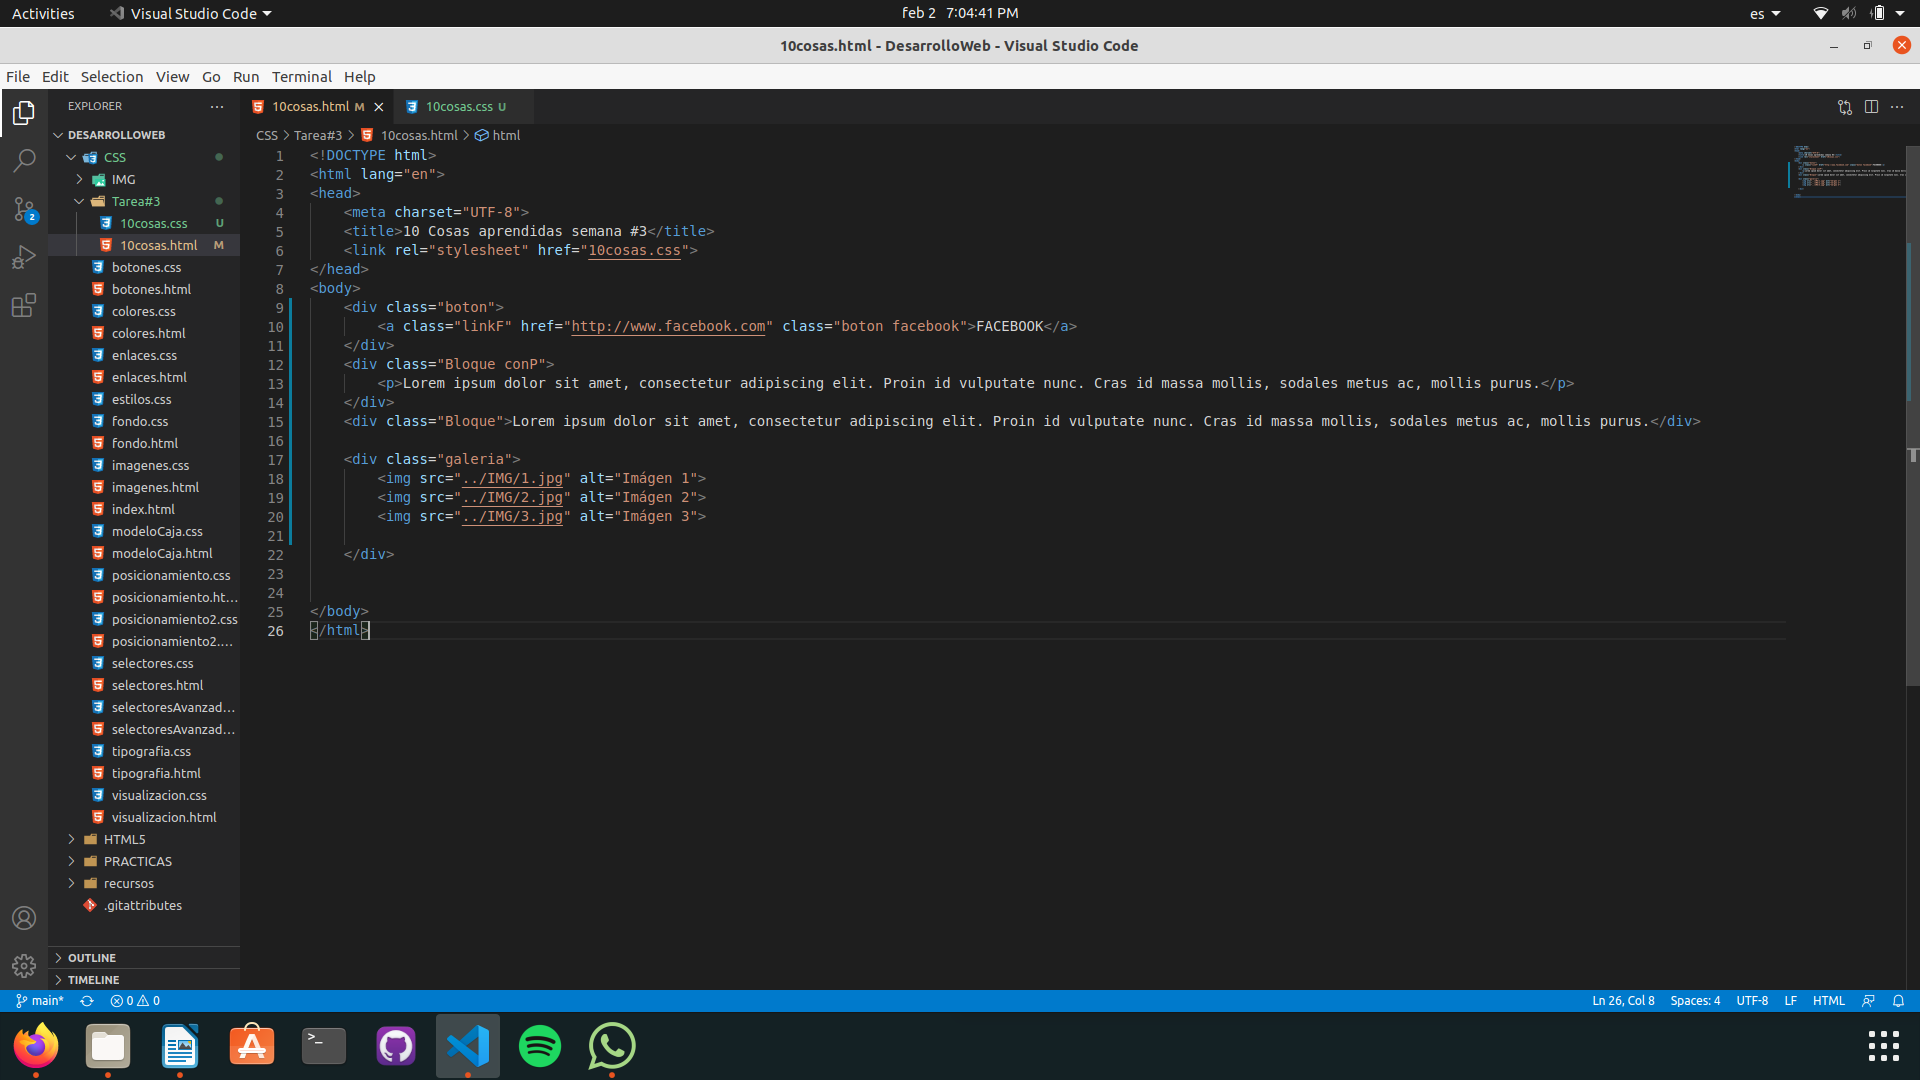 Activities
Visual Studio Code
feb 2 7:04:41 PM
es
10cosas.html - DesarrolloWeb - Visual Studio Code
File Edit Selection View Go Run Terminal Help
EXPLORER
DESARROLLOWEB
CSS
IMG
Tarea#3
10cosas.css U
10cosas.html M
botones.css
botones.html
colores.css
colores.html
enlaces.css
enlaces.html
estilos.css
fondo.css
fondo.html
imagenes.css
imagenes.html
index.html
modeloCaja.css
modeloCaja.html
posicionamiento.css
posicionamiento.ht...
posicionamiento2.css
posicionamiento2....
selectores.css
selectores.html
selectoresAvanzad...
selectoresAvanzad...
tipografia.css
tipografia.html
visualizacion.css
visualizacion.html
HTML5
PRACTICAS
recursos
.gitattributes
OUTLINE
TIMELINE
2
10cosas.html M
10cosas.css U
CSS > Tarea#3 > 10cosas.html > html
1 <!DOCTYPE html>
2 <html lang="en">
3 <head>
4 <meta charset="UTF-8">
5 <title>10 Cosas aprendidas semana #3</title>
6 <link rel="stylesheet" href="10cosas.css">
7 </head>
8 <body>
9 <div class="boton">
10 <a class="linkF" href="http://www.facebook.com" class="boton facebook">FACEBOOK</a>
11 </div>
12 <div class="Bloque conP">
13 <p>Lorem ipsum dolor sit amet, consectetur adipiscing elit. Proin id vulputate nunc. Cras id massa mollis, sodales metus ac, mollis purus.</p>
14 </div>
15 <div class="Bloque">Lorem ipsum dolor sit amet, consectetur adipiscing elit. Proin id vulputate nunc. Cras id massa mollis, sodales metus ac, mollis purus.</div>
16
17 <div class="galeria">
18 <img src="../IMG/1.jpg" alt="Imágen 1">
19 <img src="../IMG/2.jpg" alt="Imágen 2">
20 <img src="../IMG/3.jpg" alt="Imágen 3">
21
22 </div>
23
24
25 </body>
26 </html>
main* 0 0
Ln 26, Col 8 Spaces: 4 UTF-8 LF HTML